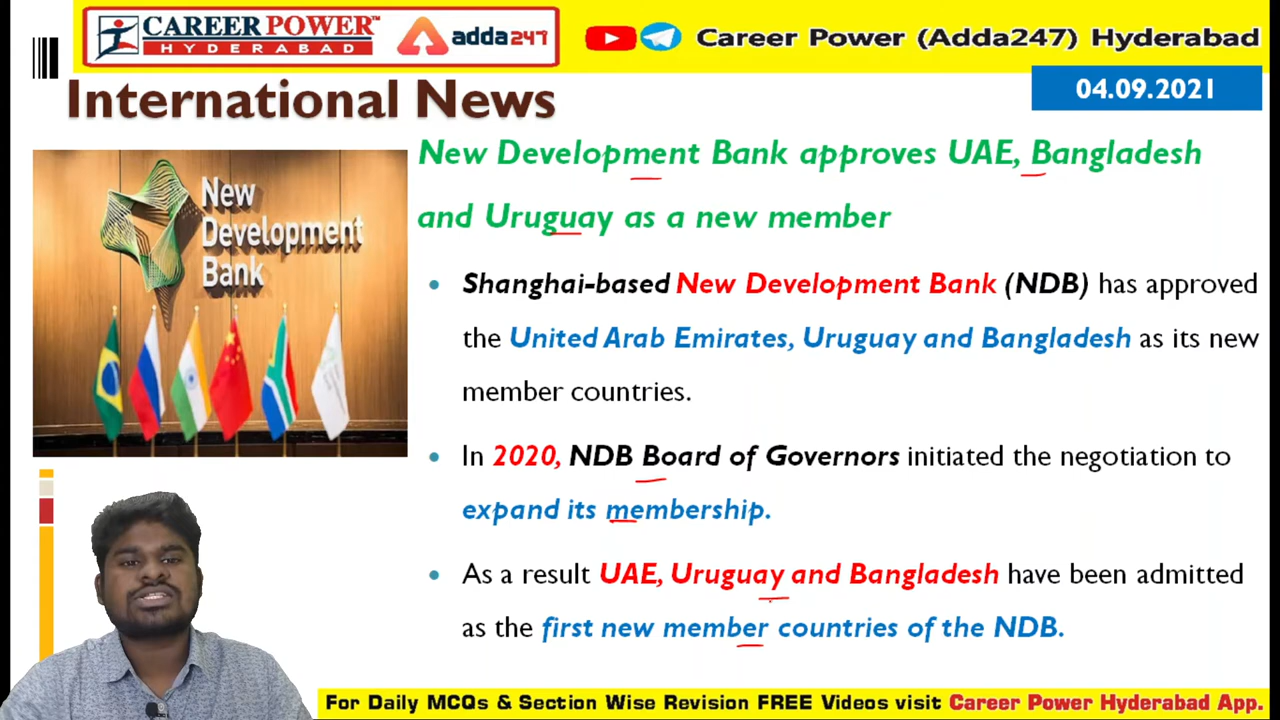 CAREER POWER™
HYDERABAD
adda247
Career Power (Adda247) Hyderabad
International News
04.09.2021
New Development Bank approves UAE, Bangladesh
and Uruguay as a new member
New
Development
Bank
• Shanghai-based New Development Bank (NDB) has approved
the United Arab Emirates, Uruguay and Bangladesh as its new
member countries.
• In 2020, NDB Board of Governors initiated the negotiation to
expand its membership.
• As a result UAE, Uruguay and Bangladesh have been admitted
as the first new member countries of the NDB.
For Daily MCQs & Section Wise Revision FREE Videos visit Career Power Hyderabad App.